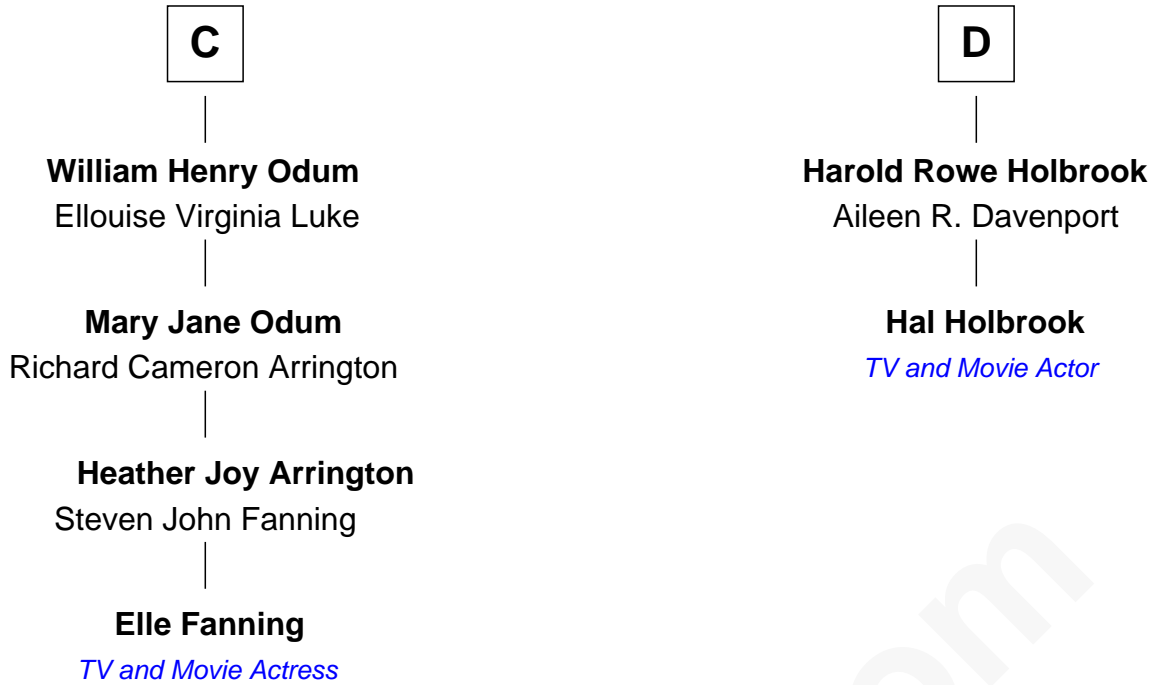 C
William Henry Odum
Ellouise Virginia Luke
Mary Jane Odum
Richard Cameron Arrington
Heather Joy Arrington
Steven John Fanning
Elle Fanning
TV and Movie Actress
D
Harold Rowe Holbrook
Aileen R. Davenport
Hal Holbrook
TV and Movie Actor
om